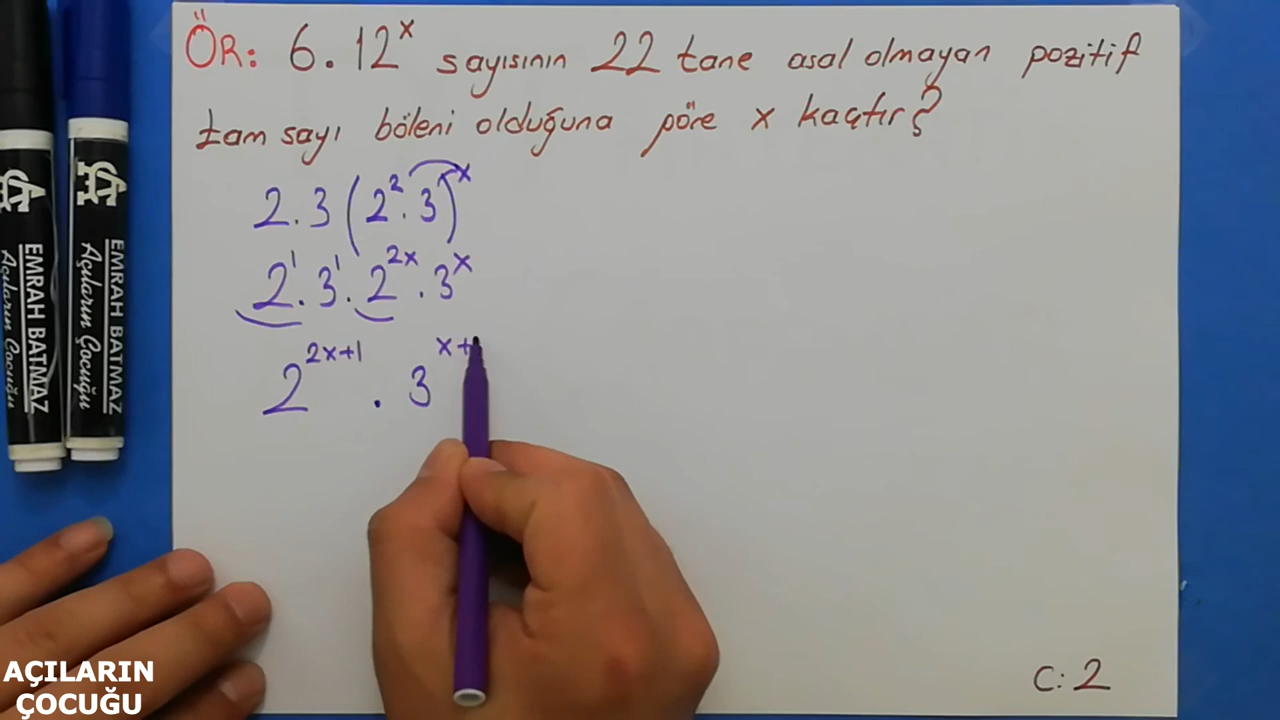 ÖR: 6.12^x sayısının 22 tane asal olmayan pozitif
tam sayı böleni olduğuna göre x kaçtır?
2.3(2^2.3)^x
2^1.3^1.2^2x.3^x
2^2x+1 . 3^x+
C: 2
EMRAH BATMAZ
Açıların Çocuğu
EMRAH BATMAZ
Açıların Çocuğu
AÇILARIN
ÇOCUĞU